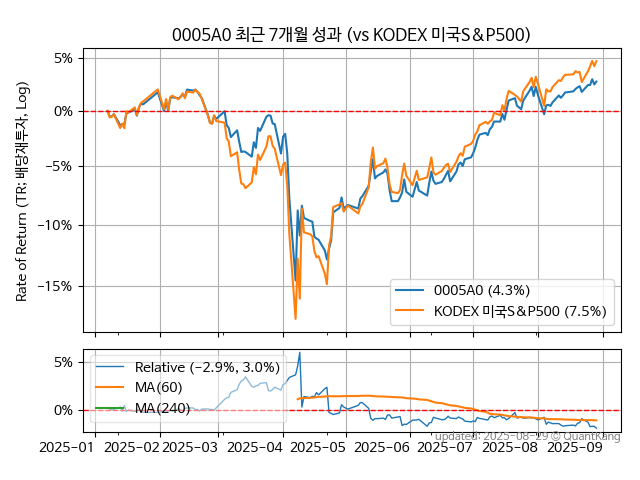 0005A0 최근 7개월 성과 (vs KODEX 미국S&P500)
Rate of Return (TR; 배당재투자, Log)
5%
0%
−5%
−10%
−15%
0005A0 (4.3%)
KODEX 미국S&P500 (7.5%)
5%
0%
Relative (−2.9%, 3.0%)
MA(60)
MA(240)
2025−01
2025−02
2025−03
2025−04
2025−05
2025−06
2025−07
2025−08
2025−09
updated: 2025-08-29 © QuantKang